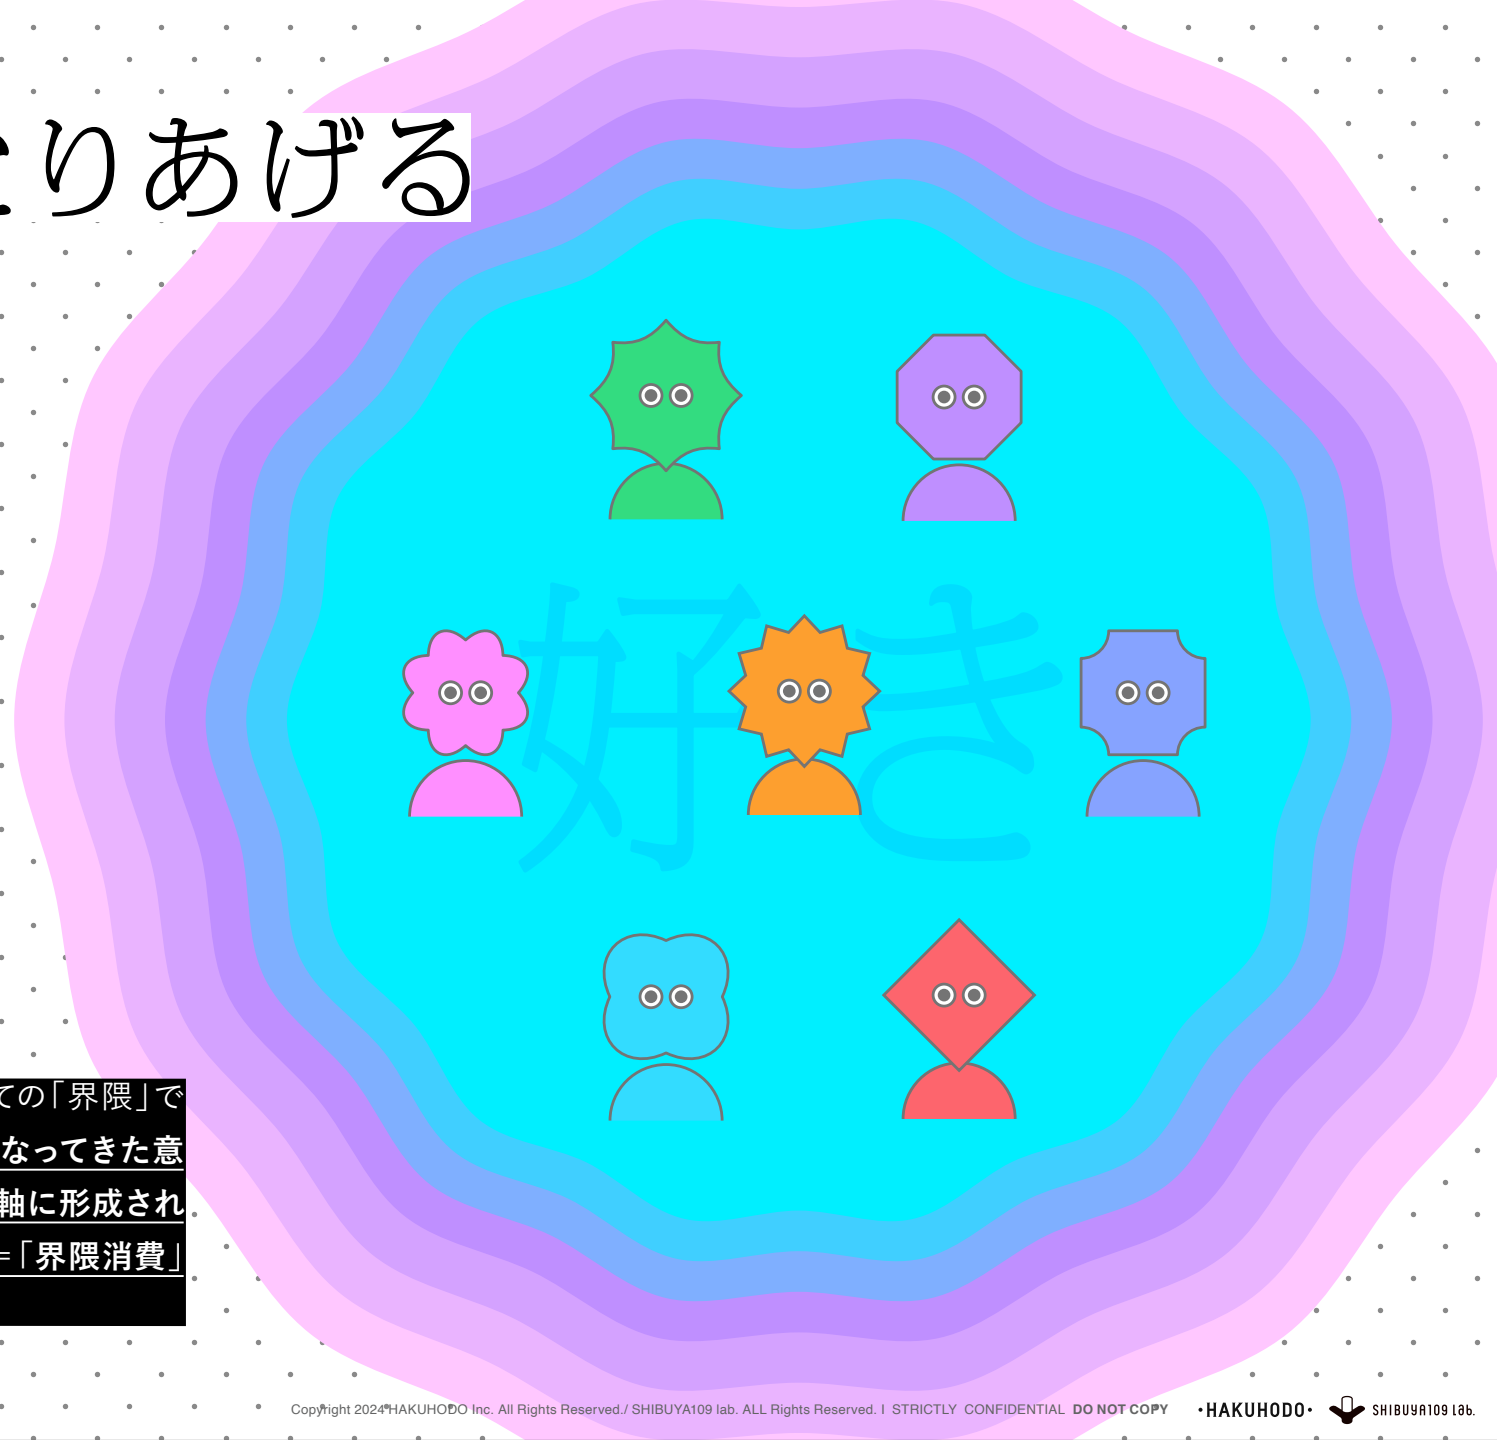 りあげる
好き
ての「界隈」で
なってきた意
軸に形成され
=「界隈消費」
Copyright 2024 HAKUHODO Inc. All Rights Reserved./ SHIBUYA109 lab. ALL Rights Reserved. I STRICTLY CONFIDENTIAL DO NOT COPY
・HAKUHODO・
SHIBUYA109 lab.